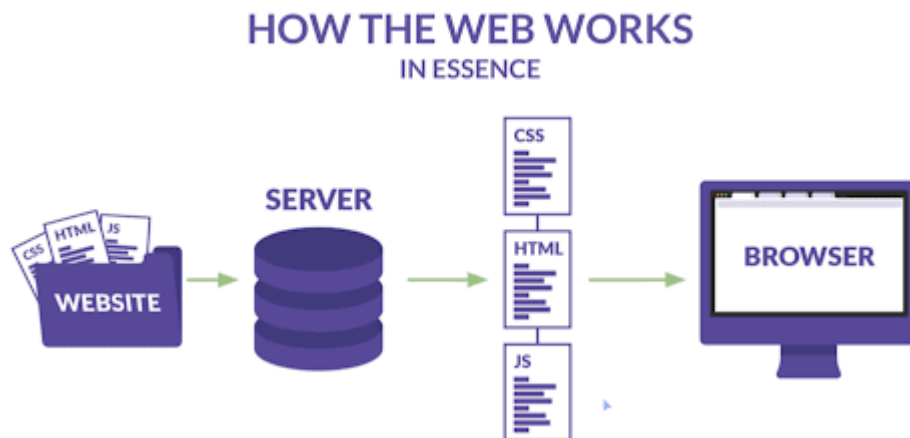 HOW THE WEB WORKS
IN ESSENCE
CSS
HTML
JS
WEBSITE
SERVER
CSS
HTML
JS
BROWSER